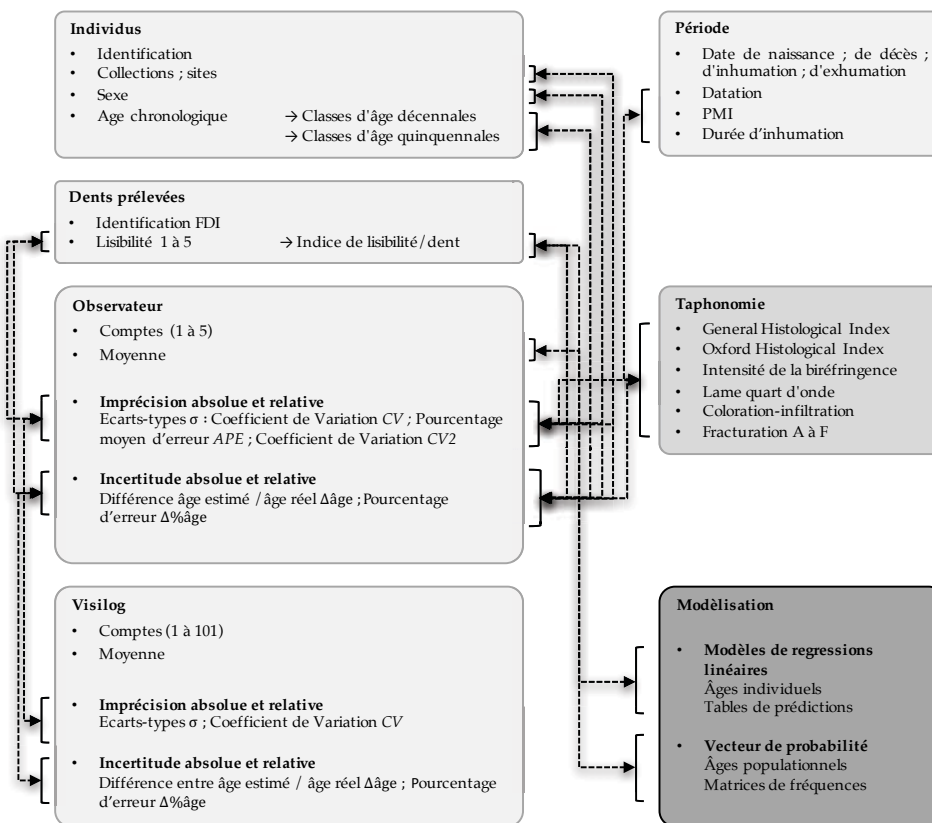 Individus
• Identification
• Collections ; sites
• Sexe
• Age chronologique → Classes d'âge décennales
→ Classes d'âge quinquennales
Période
• Date de naissance ; de décès ;
d'inhumation ; d'exhumation
• Datation
• PMI
• Durée d'inhumation
Dents prélevées
• Identification FDI
• Lisibilité 1 à 5 → Indice de lisibilité/dent
Observateur
• Comptes (1 à 5)
• Moyenne
• Imprécision absolue et relative
Ecarts-types σ : Coefficient de Variation CV ; Pourcentage
moyen d'erreur APE ; Coefficient de Variation CV2
• Incertitude absolue et relative
Différence âge estimé / âge réel Δâge ; Pourcentage
d'erreur Δ%âge
Taphonomie
• General Histological Index
• Oxford Histological Index
• Intensité de la biréfringence
• Lame quart d'onde
• Coloration-infiltration
• Fracturation A à F
Visilog
• Comptes (1 à 101)
• Moyenne
• Imprécision absolue et relative
Ecarts-types σ ; Coefficient de Variation CV
• Incertitude absolue et relative
Différence entre âge estimé / âge réel Δâge ; Pourcentage
d'erreur Δ%âge
Modèlisation
• Modèles de regressions
linéaires
Âges individuels
Tables de prédictions
• Vecteur de probabilité
Âges populationnels
Matrices de fréquences